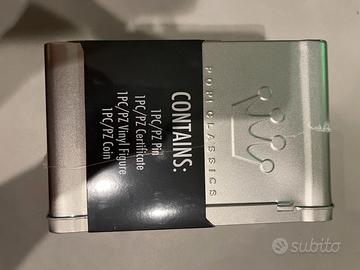 CONTAINS:
1PC/PZ Pin
1PC/PZ Certificate
1PC/PZ Vinyl Figure
1PC/PZ Coin
POP! CLASSICS
subito